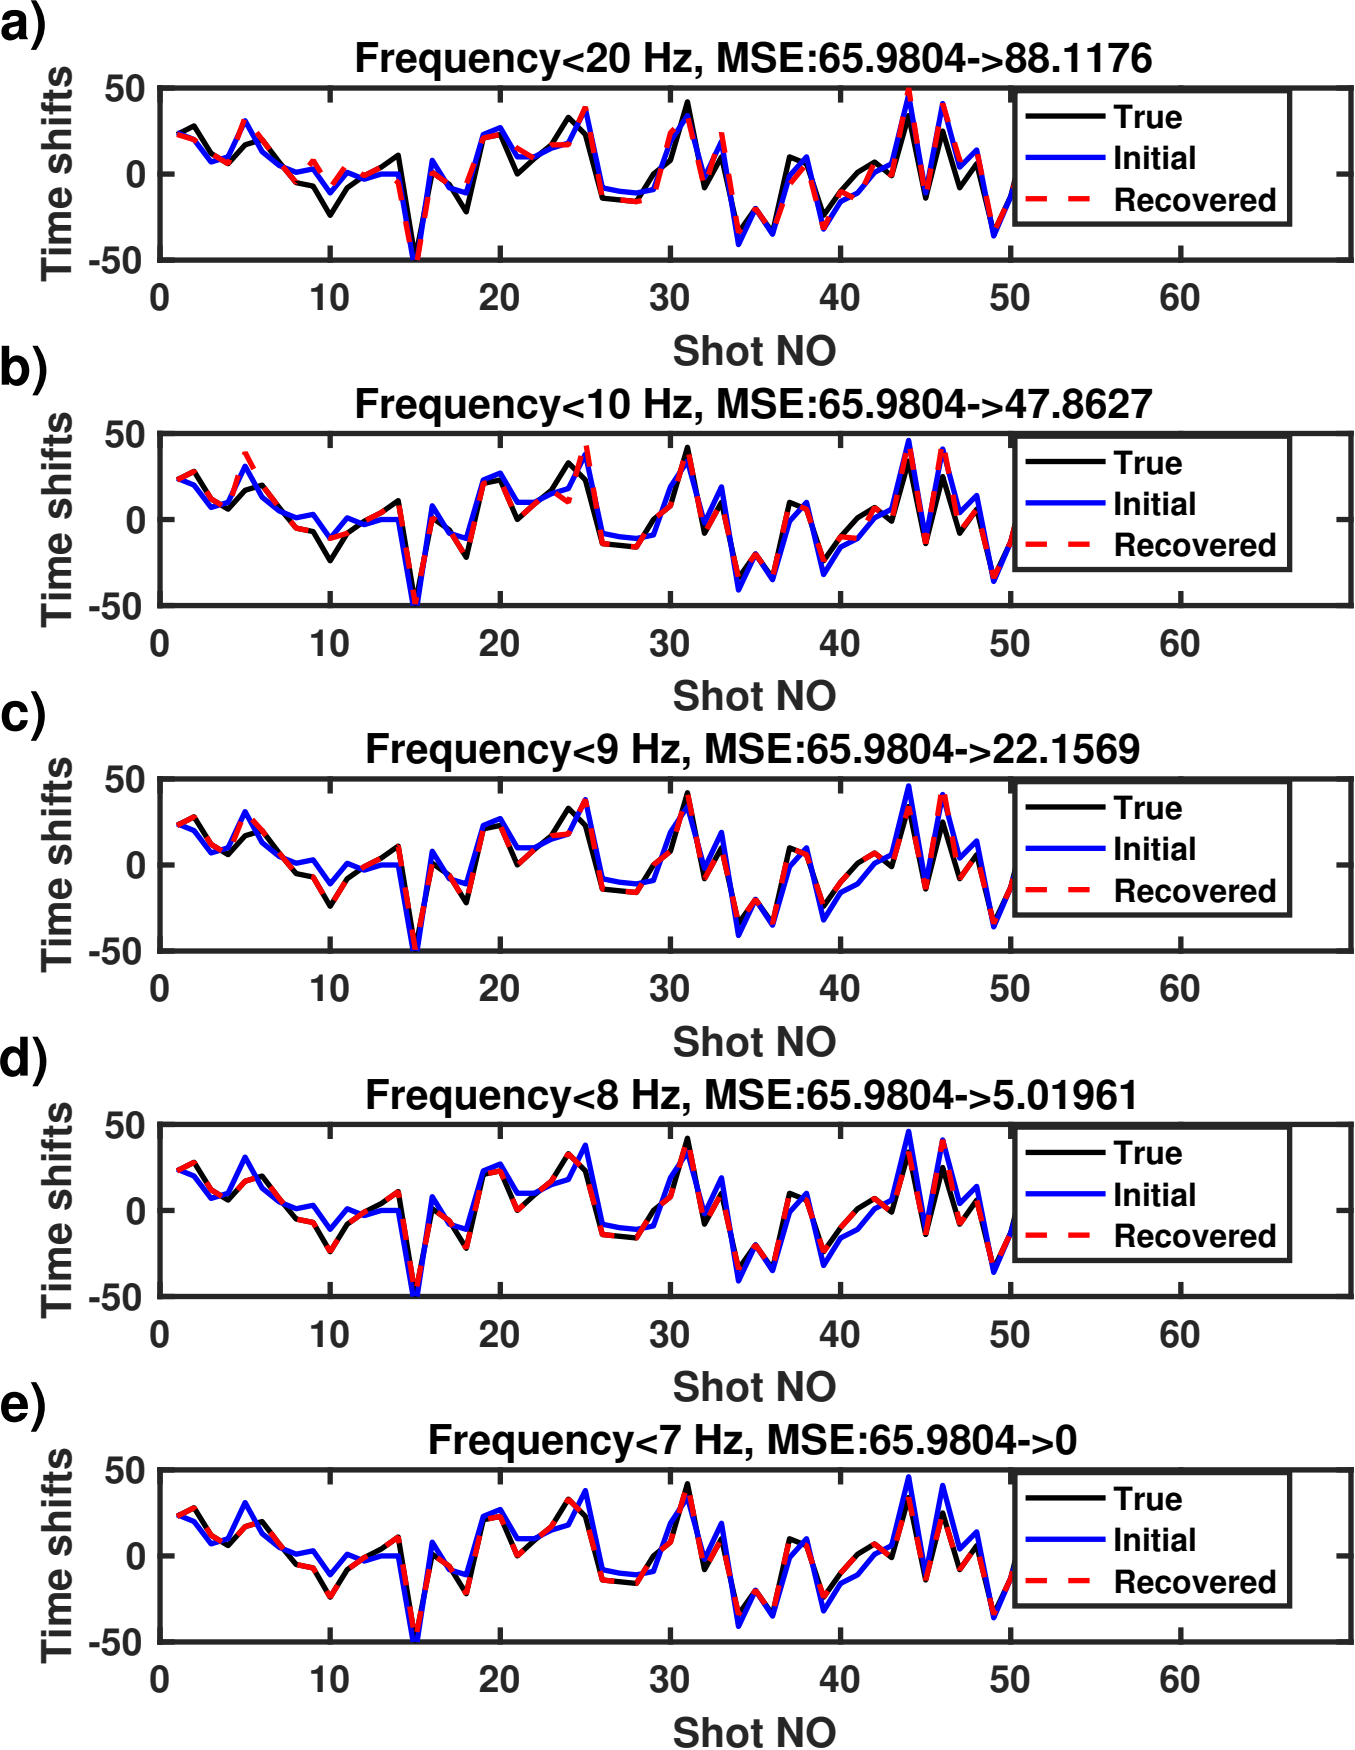 a)
Frequency<20 Hz, MSE:65.9804->88.1176
Time shifts
50
0
-50
True
Initial
Recovered
0 10 20 30 40 50 60
Shot NO
b)
Frequency<10 Hz, MSE:65.9804->47.8627
Time shifts
50
0
-50
True
Initial
Recovered
0 10 20 30 40 50 60
Shot NO
c)
Frequency<9 Hz, MSE:65.9804->22.1569
Time shifts
50
0
-50
True
Initial
Recovered
0 10 20 30 40 50 60
Shot NO
d)
Frequency<8 Hz, MSE:65.9804->5.01961
Time shifts
50
0
-50
True
Initial
Recovered
0 10 20 30 40 50 60
Shot NO
e)
Frequency<7 Hz, MSE:65.9804->0
Time shifts
50
0
-50
True
Initial
Recovered
0 10 20 30 40 50 60
Shot NO